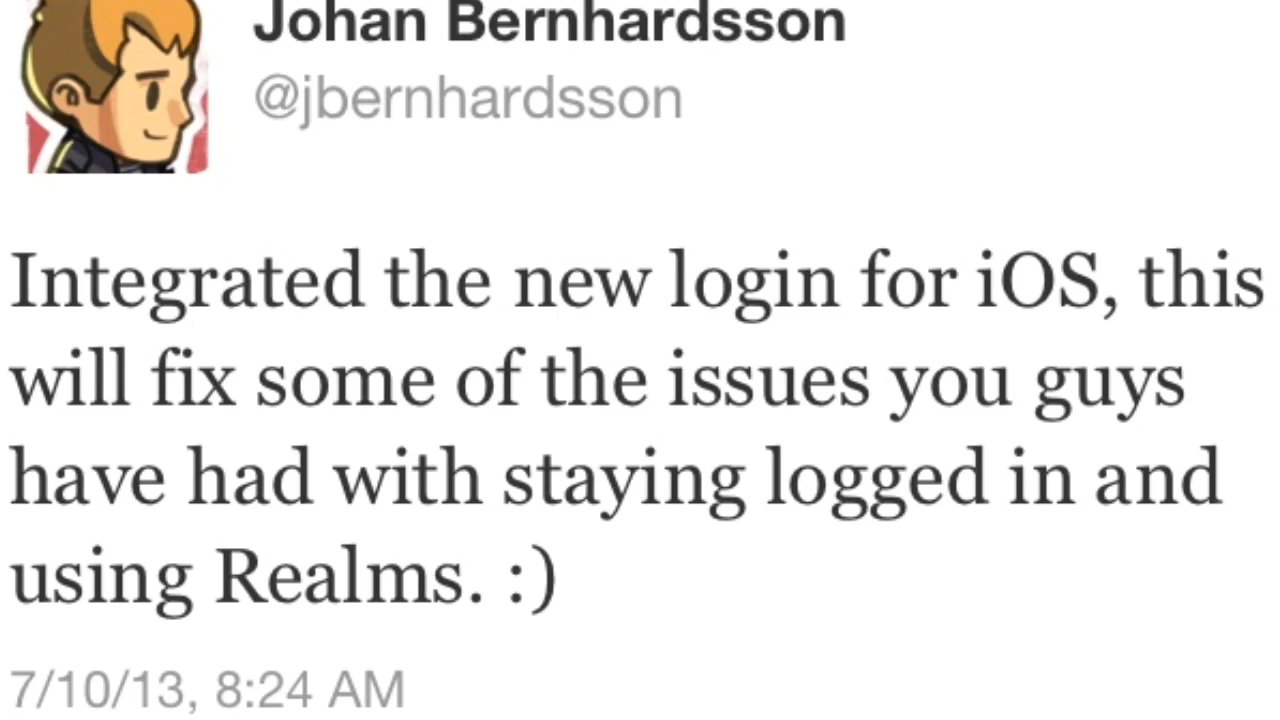 Johan Bernhardsson
@jbernhardsson
Integrated the new login for iOS, this
will fix some of the issues you guys
have had with staying logged in and
using Realms. :)
7/10/13, 8:24 AM